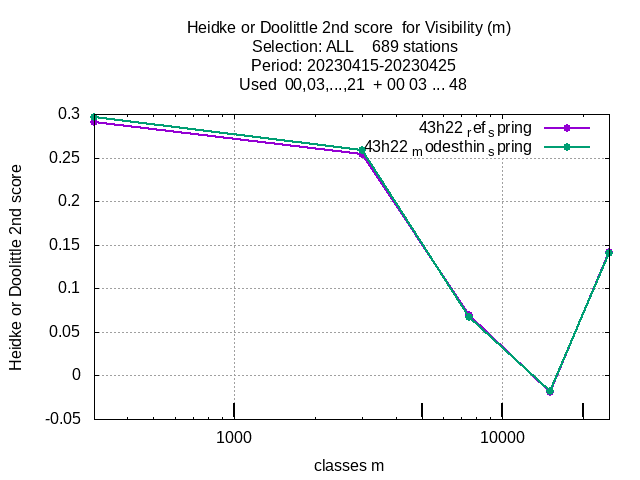 Heidke or Doolittle 2nd score  for Visibility (m)
Selection: ALL    689 stations
Period: 20230415-20230425
Used  00,03,...,21  + 00 03 ... 48
43h22 ref spring
43h22 modesthin spring
0.3
0.25
0.2
0.15
0.1
0.05
0
-0.05
Heidke or Doolittle 2nd score
1000
10000
classes m